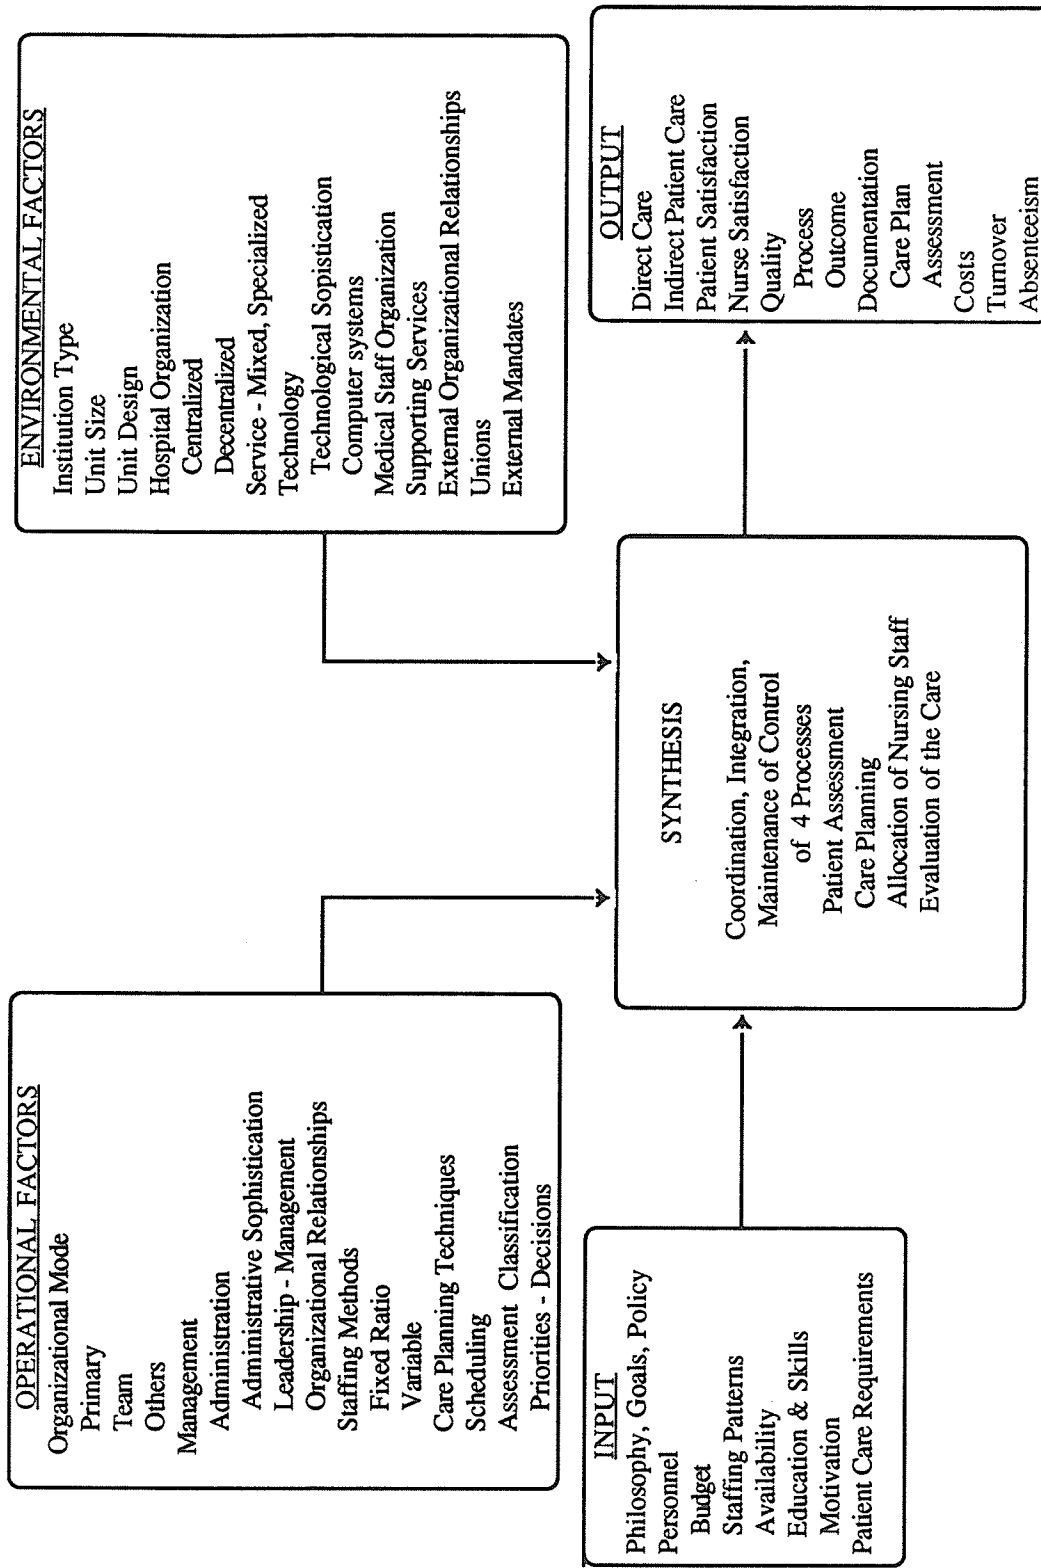 OPERATIONAL FACTORS
Organizational Mode
Primary
Team
Others
Management
Administration
Administrative Sophistication
Leadership - Management
Organizational Relationships
Staffing Methods
Fixed Ratio
Variable
Care Planning Techniques
Scheduling
Assessment Classification
Priorities - Decisions
ENVIRONMENTAL FACTORS
Institution Type
Unit Size
Unit Design
Hospital Organization
Centralized
Decentralized
Service - Mixed, Specialized
Technology
Technological Sopistication
Computer systems
Medical Staff Organization
Supporting Services
External Organizational Relationships
Unions
External Mandates
INPUT
Philosophy, Goals, Policy
Personnel
Budget
Staffing Patterns
Availability
Education & Skills
Motivation
Patient Care Requirements
SYNTHESIS
Coordination, Integration,
Maintenance of Control
of 4 Processes
Patient Assessment
Care Planning
Allocation of Nursing Staff
Evaluation of the Care
OUTPUT
Direct Care
Indirect Patient Care
Patient Satisfaction
Nurse Satisfaction
Quality
Process
Outcome
Documentation
Care Plan
Assessment
Costs
Turnover
Absenteeism